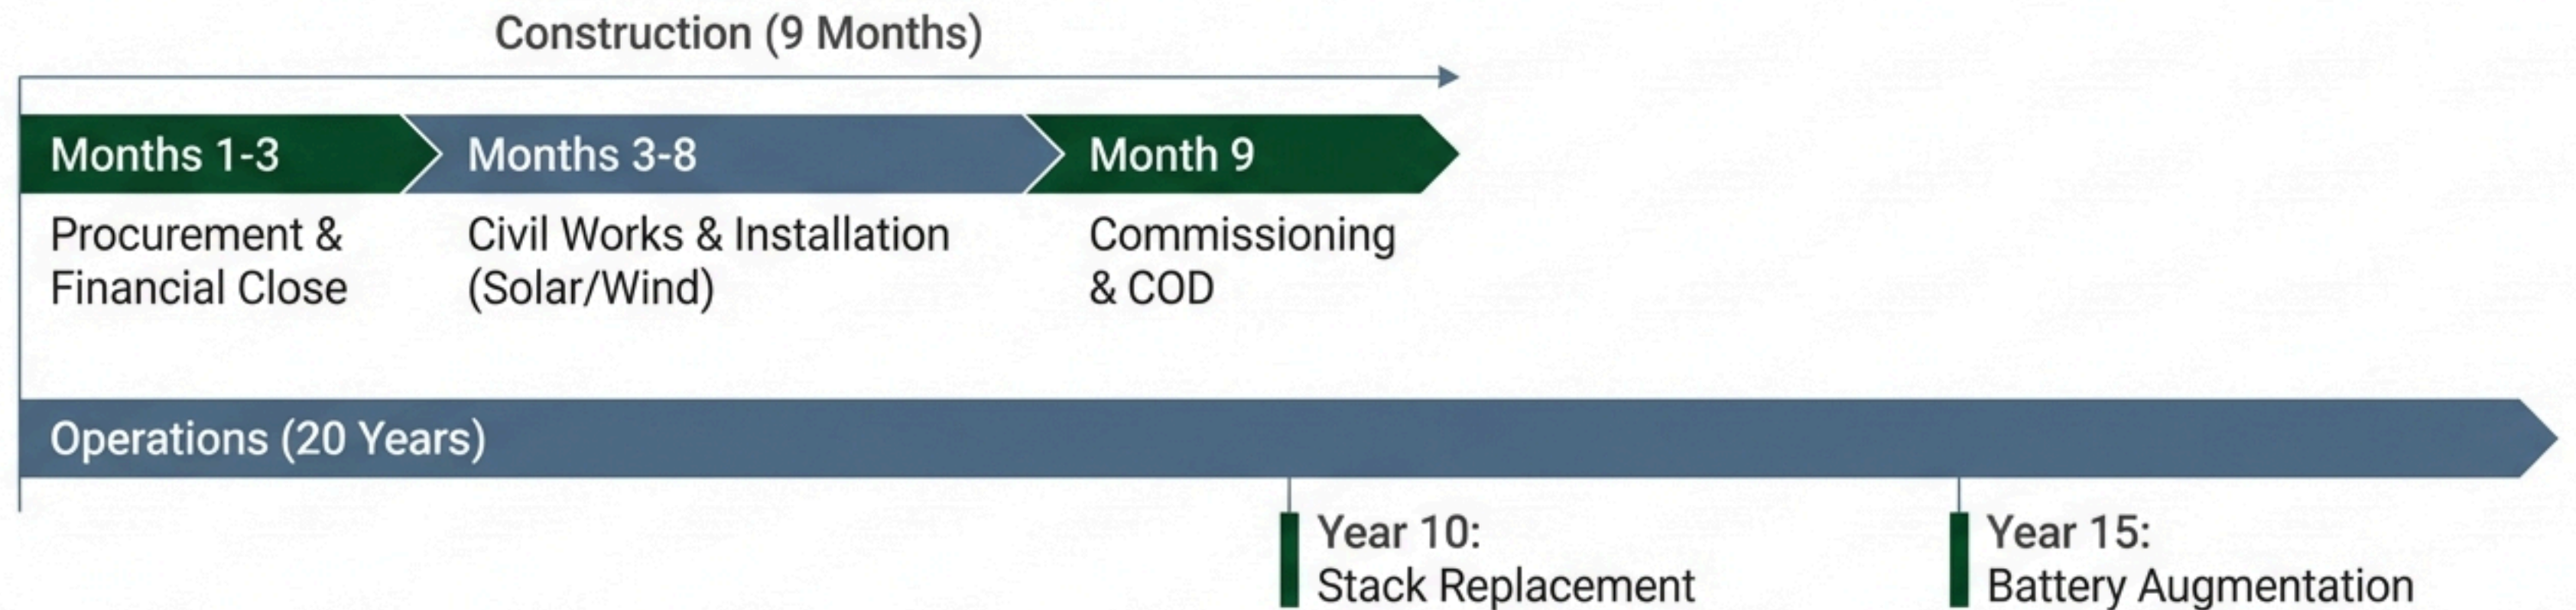 Construction (9 Months)
Months 1-3
Months 3-8
Month 9
Procurement &
Financial Close
Civil Works & Installation
(Solar/Wind)
Commissioning
& COD
Operations (20 Years)
Year 10:
Stack Replacement
Year 15:
Battery Augmentation